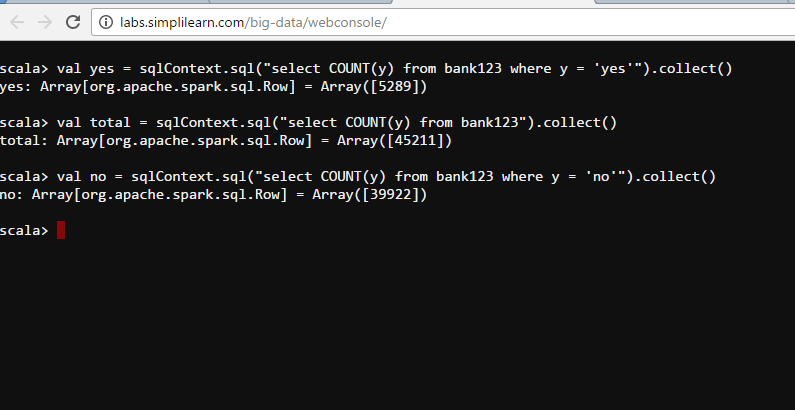 labs.simplilearn.com/big-data/webconsole/
scala> val yes = sqlContext.sql("select COUNT(y) from bank123 where y = 'yes'").collect()
yes: Array[org.apache.spark.sql.Row] = Array([5289])
scala> val total = sqlContext.sql("select COUNT(y) from bank123").collect()
total: Array[org.apache.spark.sql.Row] = Array([45211])
scala> val no = sqlContext.sql("select COUNT(y) from bank123 where y = 'no'").collect()
no: Array[org.apache.spark.sql.Row] = Array([39922])
scala>